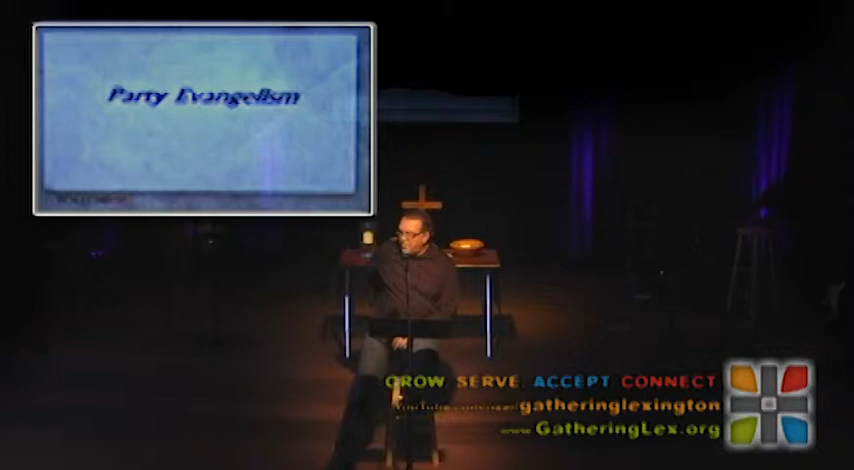 Party Evangelism
GROW SERVE ACCEPT CONNECT
gatheringlexington
www.GatheringLex.org